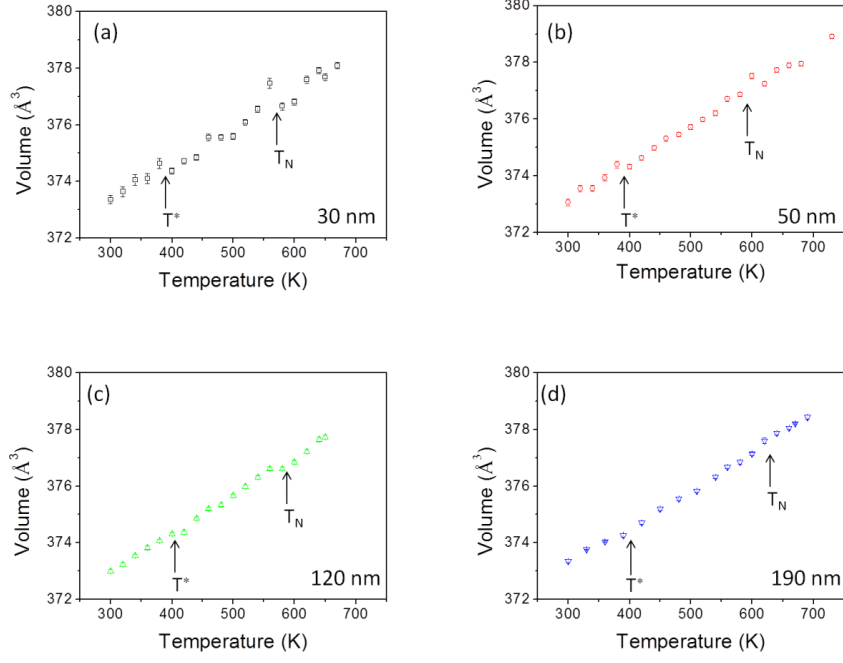 (a)
380
378
376
374
372
Volume (Å³)
T*
T_N
30 nm
300 400 500 600 700
Temperature (K)
(b)
380
378
376
374
372
Volume (Å³)
T*
T_N
50 nm
300 400 500 600 700
Temperature (K)
(c)
380
378
376
374
372
Volume (Å³)
T*
T_N
120 nm
300 400 500 600 700
Temperature (K)
(d)
380
378
376
374
372
Volume (Å³)
T*
T_N
190 nm
300 400 500 600 700
Temperature (K)